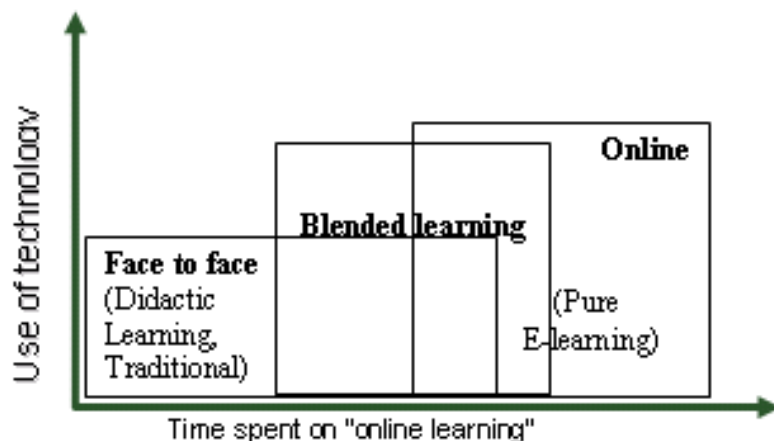 Use of technology
Online
Blended learning
Face to face
(Didactic
Learning,
Traditional)
(Pure
E-learning)
Time spent on "online learning"